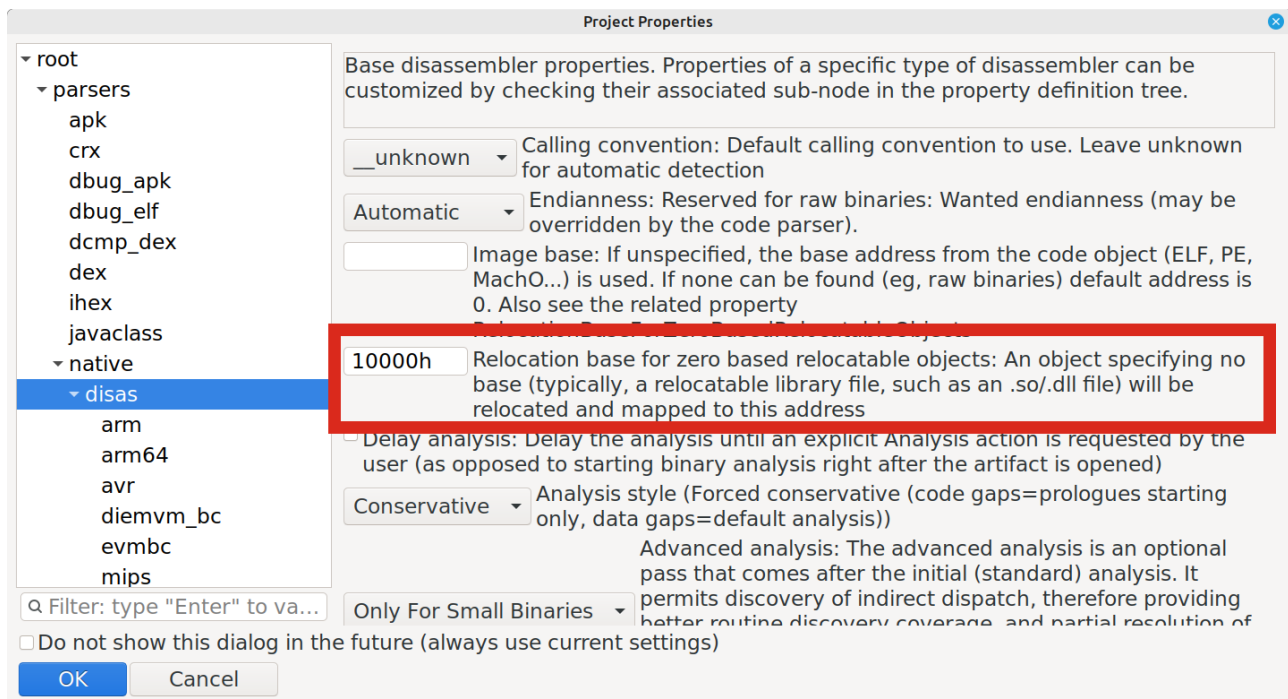 Project Properties
root
parsers
apk
crx
dbug_apk
dbug_elf
dcmp_dex
dex
ihex
javaclass
native
disas
arm
arm64
avr
diemvm_bc
evmbc
mips
Filter: type "Enter" to va...
Base disassembler properties. Properties of a specific type of disassembler can be
customized by checking their associated sub-node in the property definition tree.
__unknown
Calling convention: Default calling convention to use. Leave unknown
for automatic detection
Automatic
Endianness: Reserved for raw binaries: Wanted endianness (may be
overridden by the code parser).
Image base: If unspecified, the base address from the code object (ELF, PE,
MachO...) is used. If none can be found (eg, raw binaries) default address is
0. Also see the related property
10000h
Relocation base for zero based relocatable objects: An object specifying no
base (typically, a relocatable library file, such as an .so/.dll file) will be
relocated and mapped to this address
Delay analysis: Delay the analysis until an explicit Analysis action is requested by the
user (as opposed to starting binary analysis right after the artifact is opened)
Conservative
Analysis style (Forced conservative (code gaps=prologues starting
only, data gaps=default analysis))
Only For Small Binaries
Advanced analysis: The advanced analysis is an optional
pass that comes after the initial (standard) analysis. It
permits discovery of indirect dispatch, therefore providing
better routine discovery coverage, and partial resolution of
Do not show this dialog in the future (always use current settings)
OK
Cancel